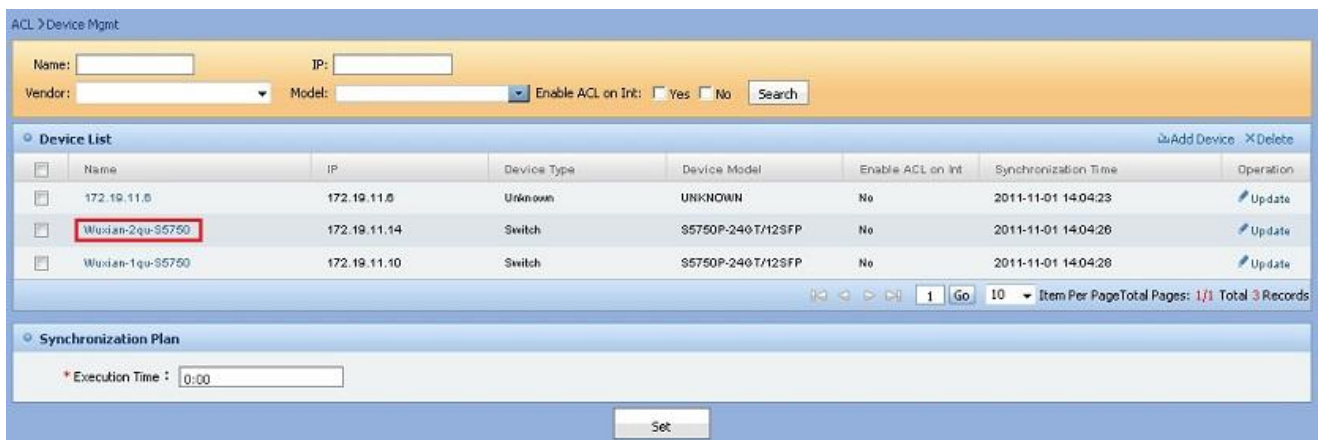 ACL > Device Mgmt
Name: IP:
Vendor: Model: Enable ACL on Int: Yes No Search
Device List Add Device Delete
Name IP Device Type Device Model Enable ACL on Int Synchronization Time Operation
172.19.11.6 172.19.11.6 Unknown UNKNOWN No 2011-11-01 14:04:23 Update
Wuxian-2qu-S5750 172.19.11.14 Switch S5750P-24GT/12SFP No 2011-11-01 14:04:26 Update
Wuxian-1qu-S5750 172.19.11.10 Switch S5750P-24GT/12SFP No 2011-11-01 14:04:28 Update
1 Go 10 Item Per PageTotal Pages: 1/1 Total 3 Records
Synchronization Plan
* Execution Time : 0:00
Set